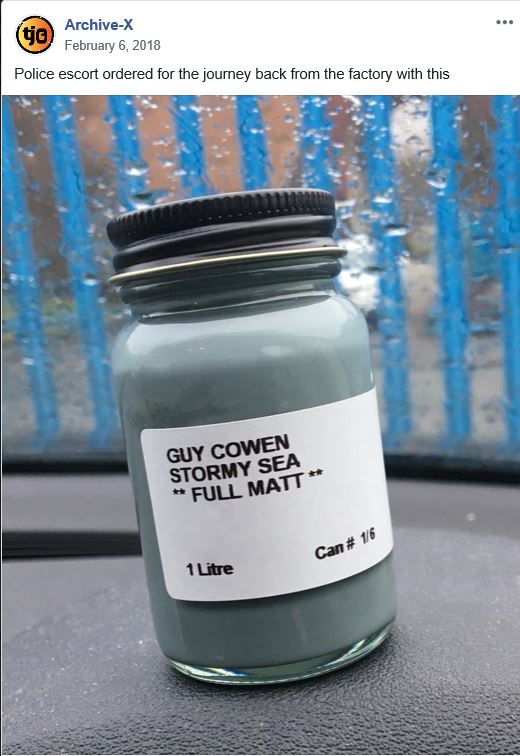 tjo
Archive-X
February 6, 2018
Police escort ordered for the journey back from the factory with this
GUY COWEN
STORMY SEA
** FULL MATT **
1 Litre
Can # 1/6